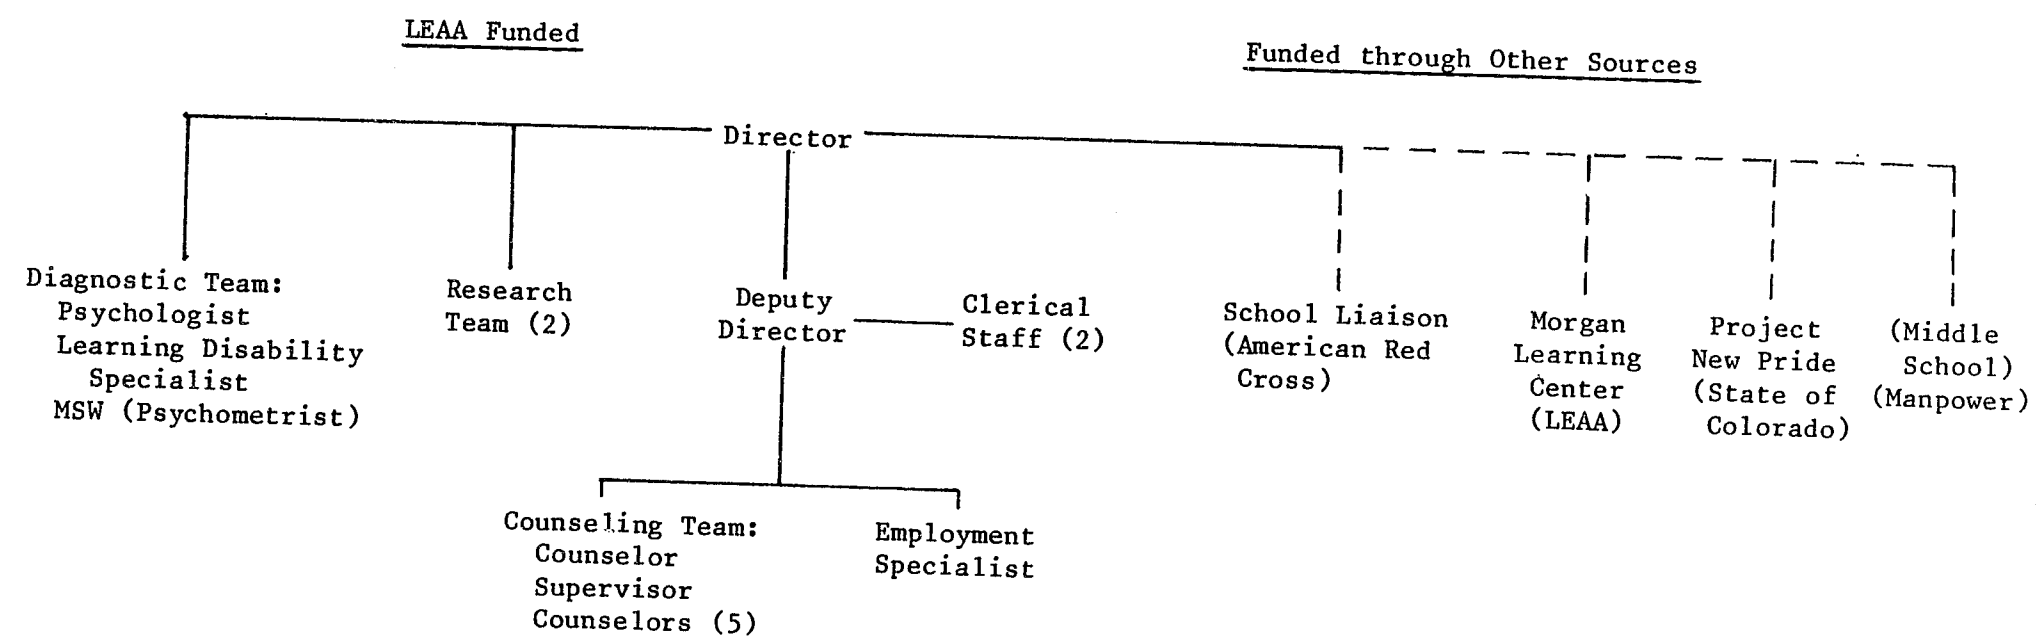 LEAA Funded
Funded through Other Sources
Director
Diagnostic Team:
Psychologist
Learning Disability
Specialist
MSW (Psychometrist)
Research
Team (2)
Deputy
Director
Clerical
Staff (2)
School Liaison
(American Red
Cross)
Morgan
Learning
Center
(LEAA)
Project
New Pride
(State of
Colorado)
(Middle
School)
(Manpower)
Counseling Team:
Counselor
Supervisor
Counselors (5)
Employment
Specialist